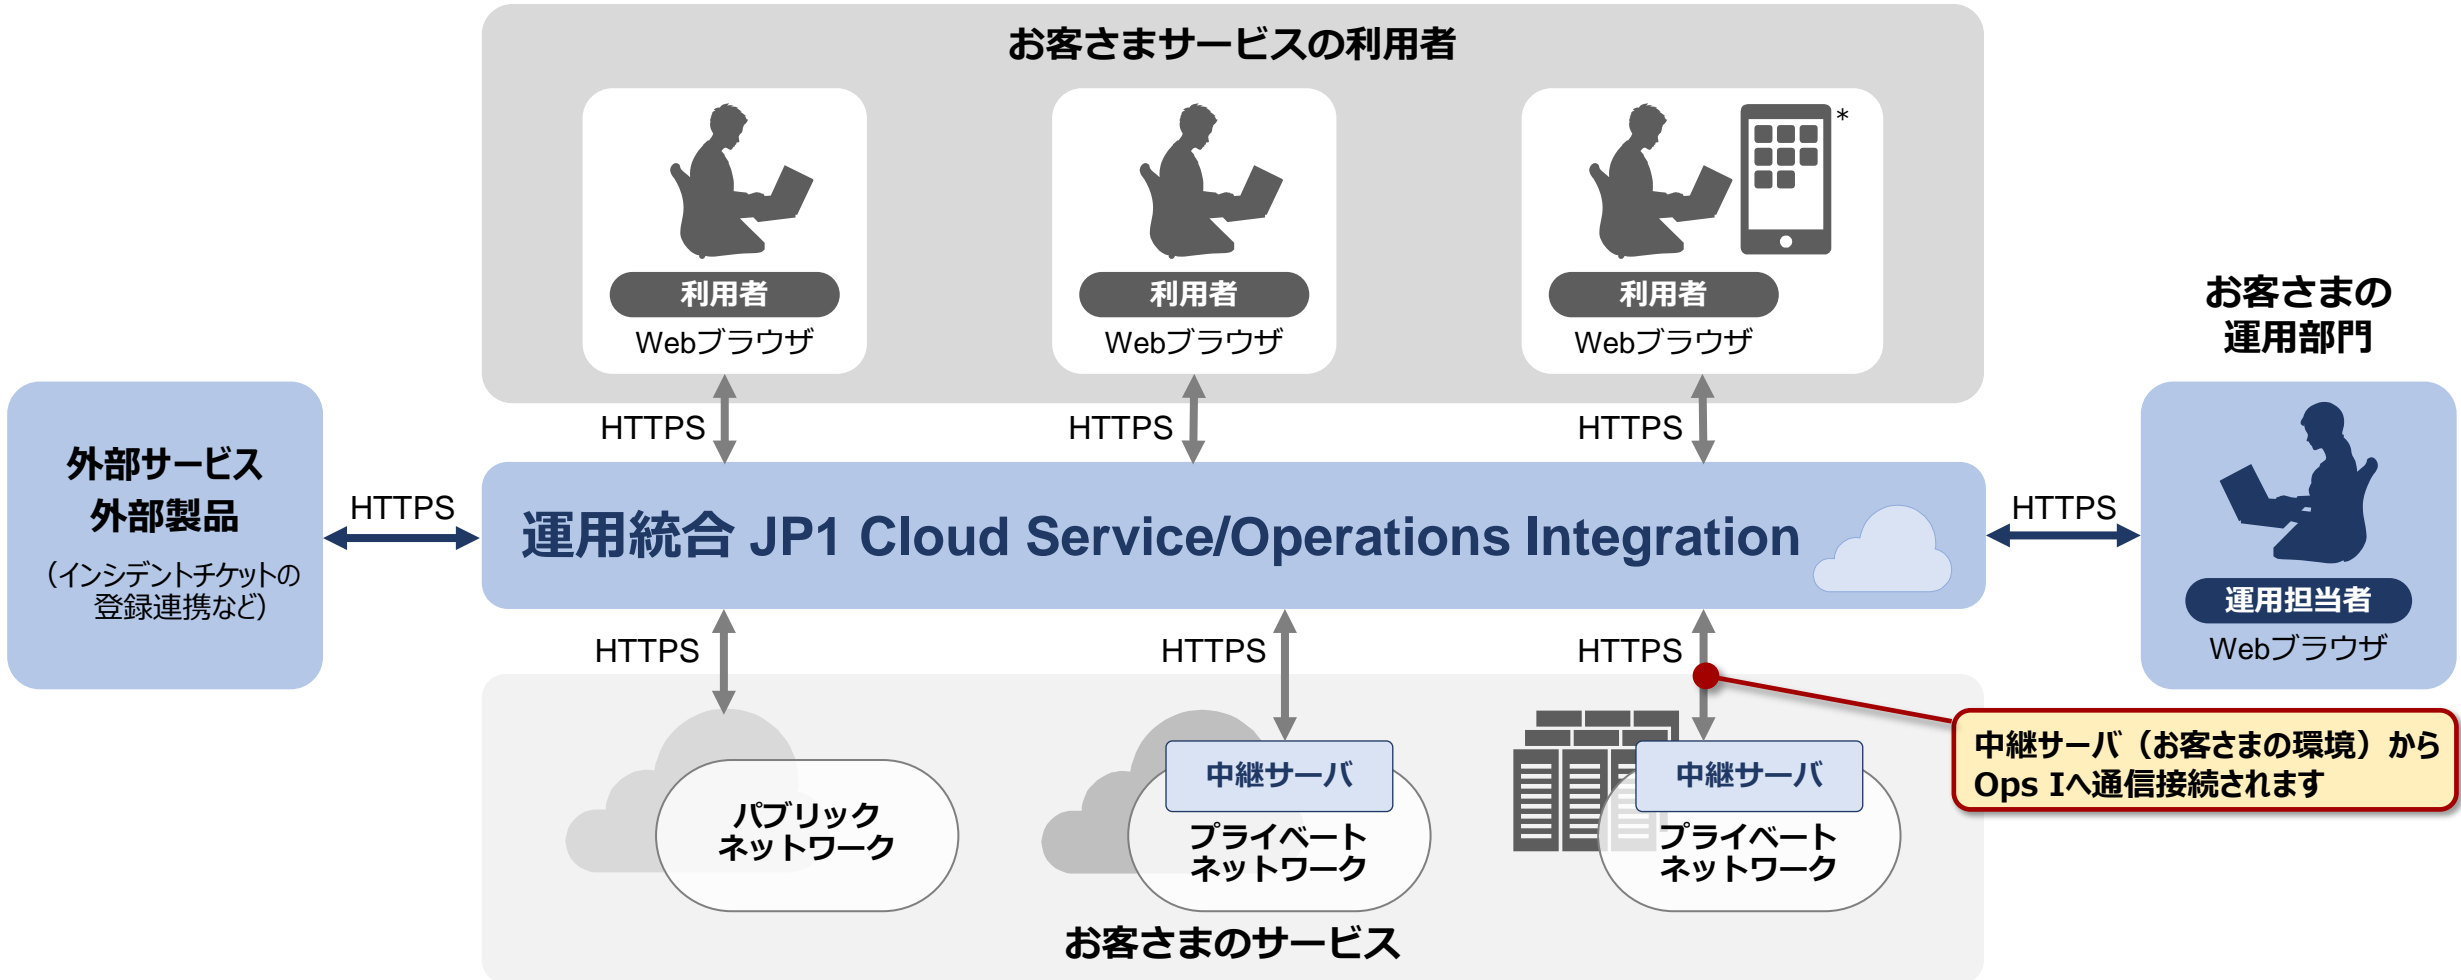 お客さまサービスの利用者
*
利用者
Webブラウザ
利用者
Webブラウザ
利用者
Webブラウザ
お客さまの
運用部門
HTTPS
HTTPS
HTTPS
外部サービス
外部製品
（インシデントチケットの
登録連携など）
HTTPS
運用統合 JP1 Cloud Service/Operations Integration
HTTPS
運用担当者
Webブラウザ
HTTPS
HTTPS
HTTPS
中継サーバ（お客さまの環境）から
Ops Iへ通信接続されます
パブリック
ネットワーク
中継サーバ
プライベート
ネットワーク
中継サーバ
プライベート
ネットワーク
お客さまのサービス